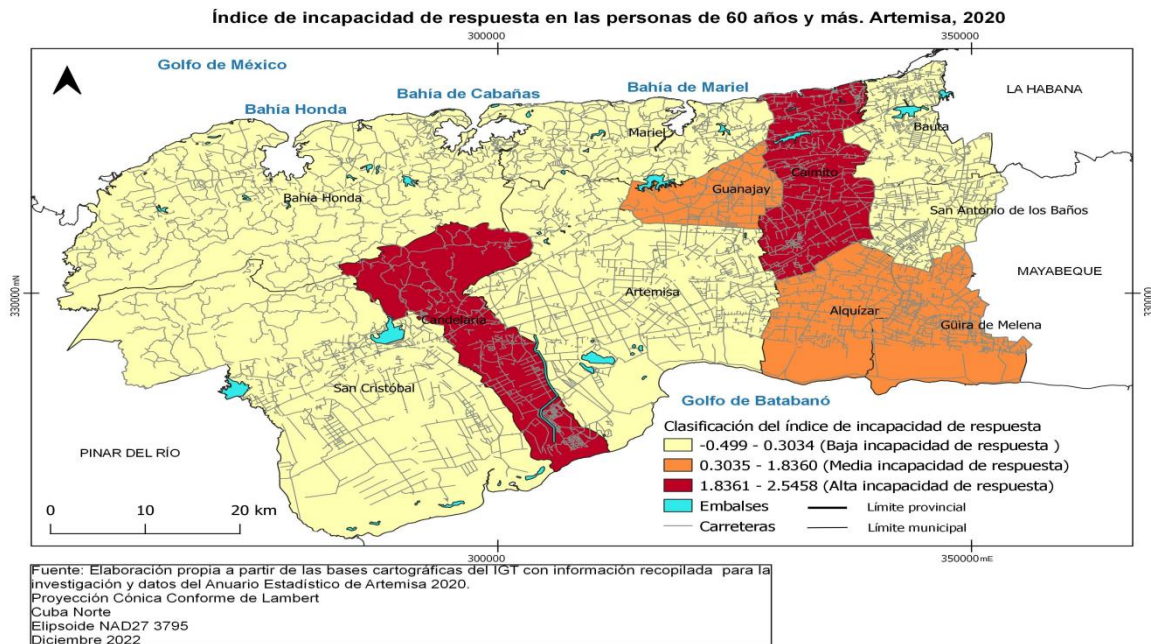 Índice de incapacidad de respuesta en las personas de 60 años y más. Artemisa, 2020
300000
350000
Golfo de México
Bahía de Cabañas
Bahía de Mariel
Bahía Honda
LA HABANA
Mariel
Bauta
Caimito
Guanajay
Bahía Honda
San Antonio de los Baños
MAYABEQUE
330000mN
Artemisa
Alquízar
Candelaria
Güira de Melena
San Cristóbal
Golfo de Batabanó
Clasificación del índice de incapacidad de respuesta
-0.499 - 0.3034 (Baja incapacidad de respuesta )
0.3035 - 1.8360 (Media incapacidad de respuesta)
1.8361 - 2.5458 (Alta incapacidad de respuesta)
Embalses
Límite provincial
Carreteras
Límite municipal
PINAR DEL RÍO
0 10 20 km
300000
350000mE
Fuente: Elaboración propia a partir de las bases cartográficas del IGT con información recopilada para la
investigación y datos del Anuario Estadístico de Artemisa 2020.
Proyección Cónica Conforme de Lambert
Cuba Norte
Elipsoide NAD27 3795
Diciembre 2022